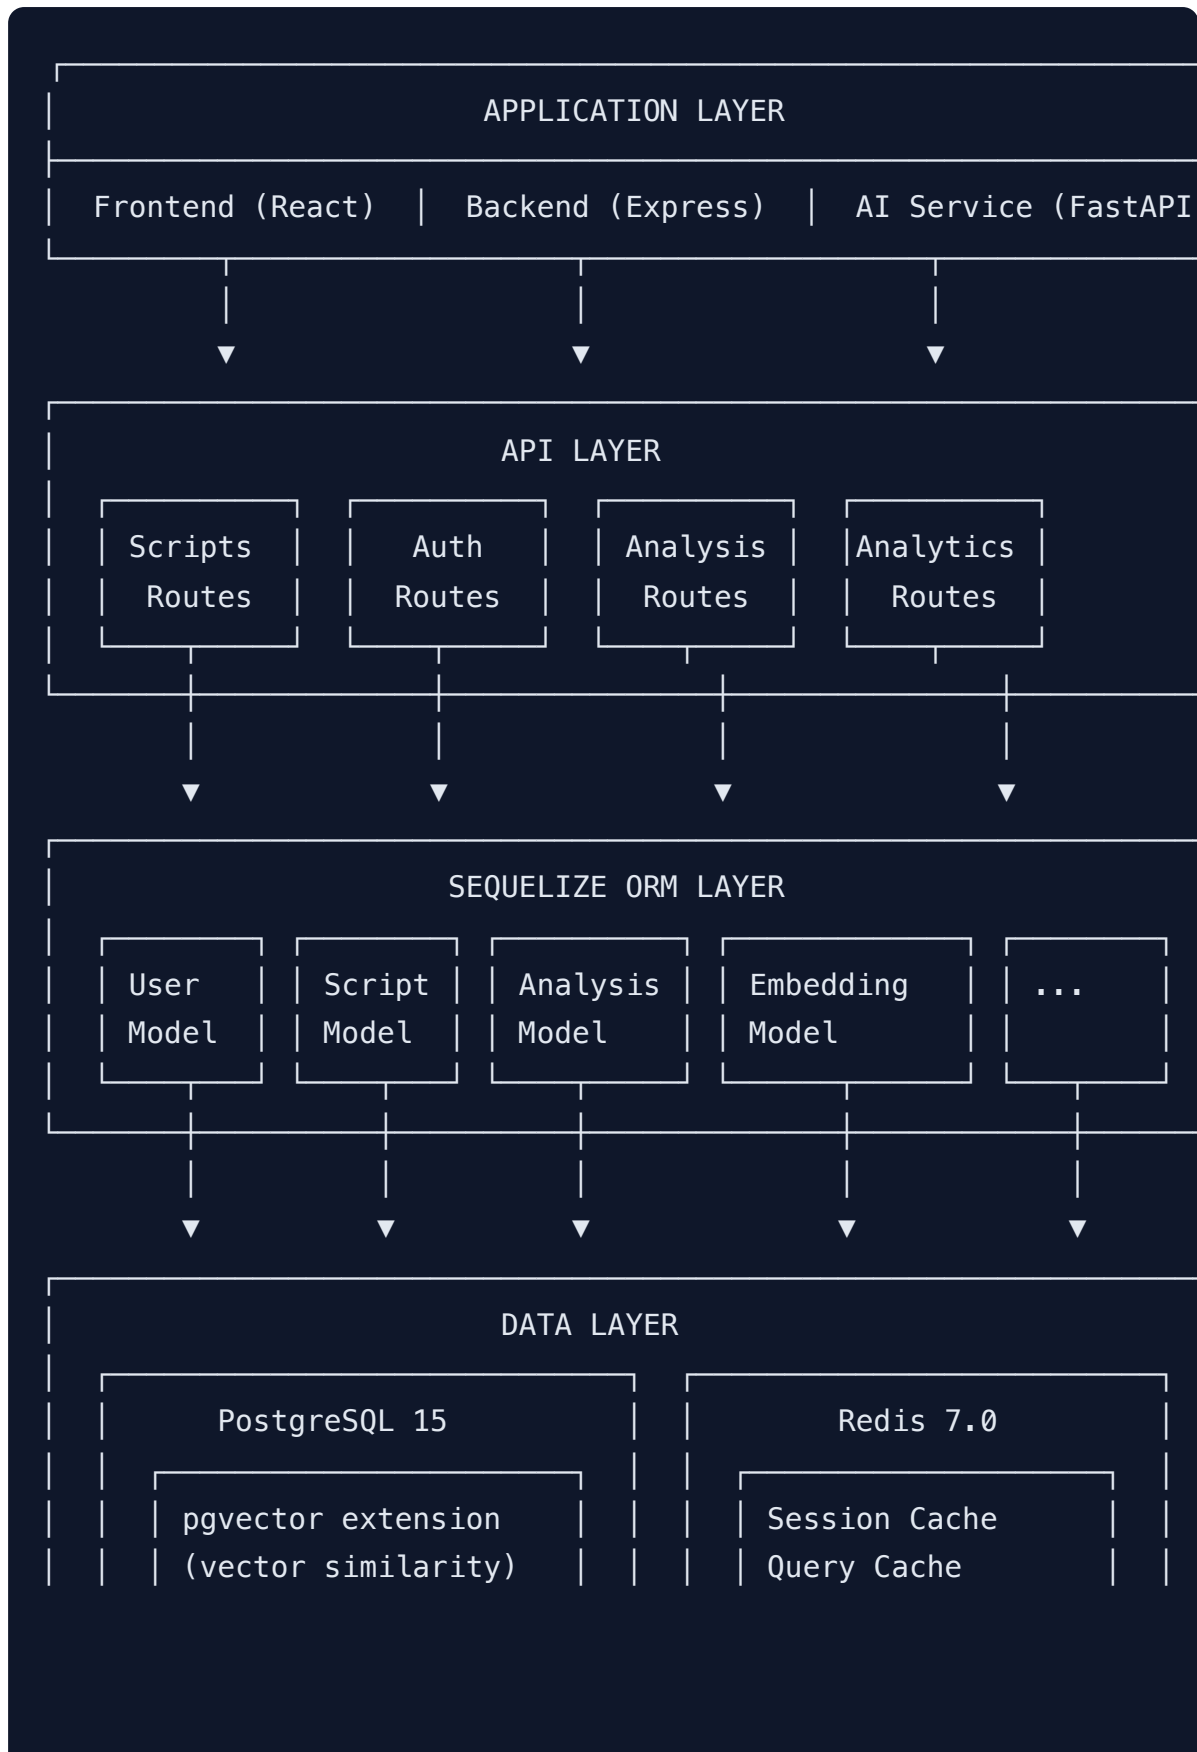 APPLICATION LAYER
Frontend (React) │ Backend (Express) │ AI Service (FastAPI
API LAYER
Scripts Auth Analysis Analytics
Routes Routes Routes Routes
SEQUELIZE ORM LAYER
User Script Analysis Embedding ...
Model Model Model Model
DATA LAYER
PostgreSQL 15 Redis 7.0
pgvector extension Session Cache
(vector similarity) Query Cache